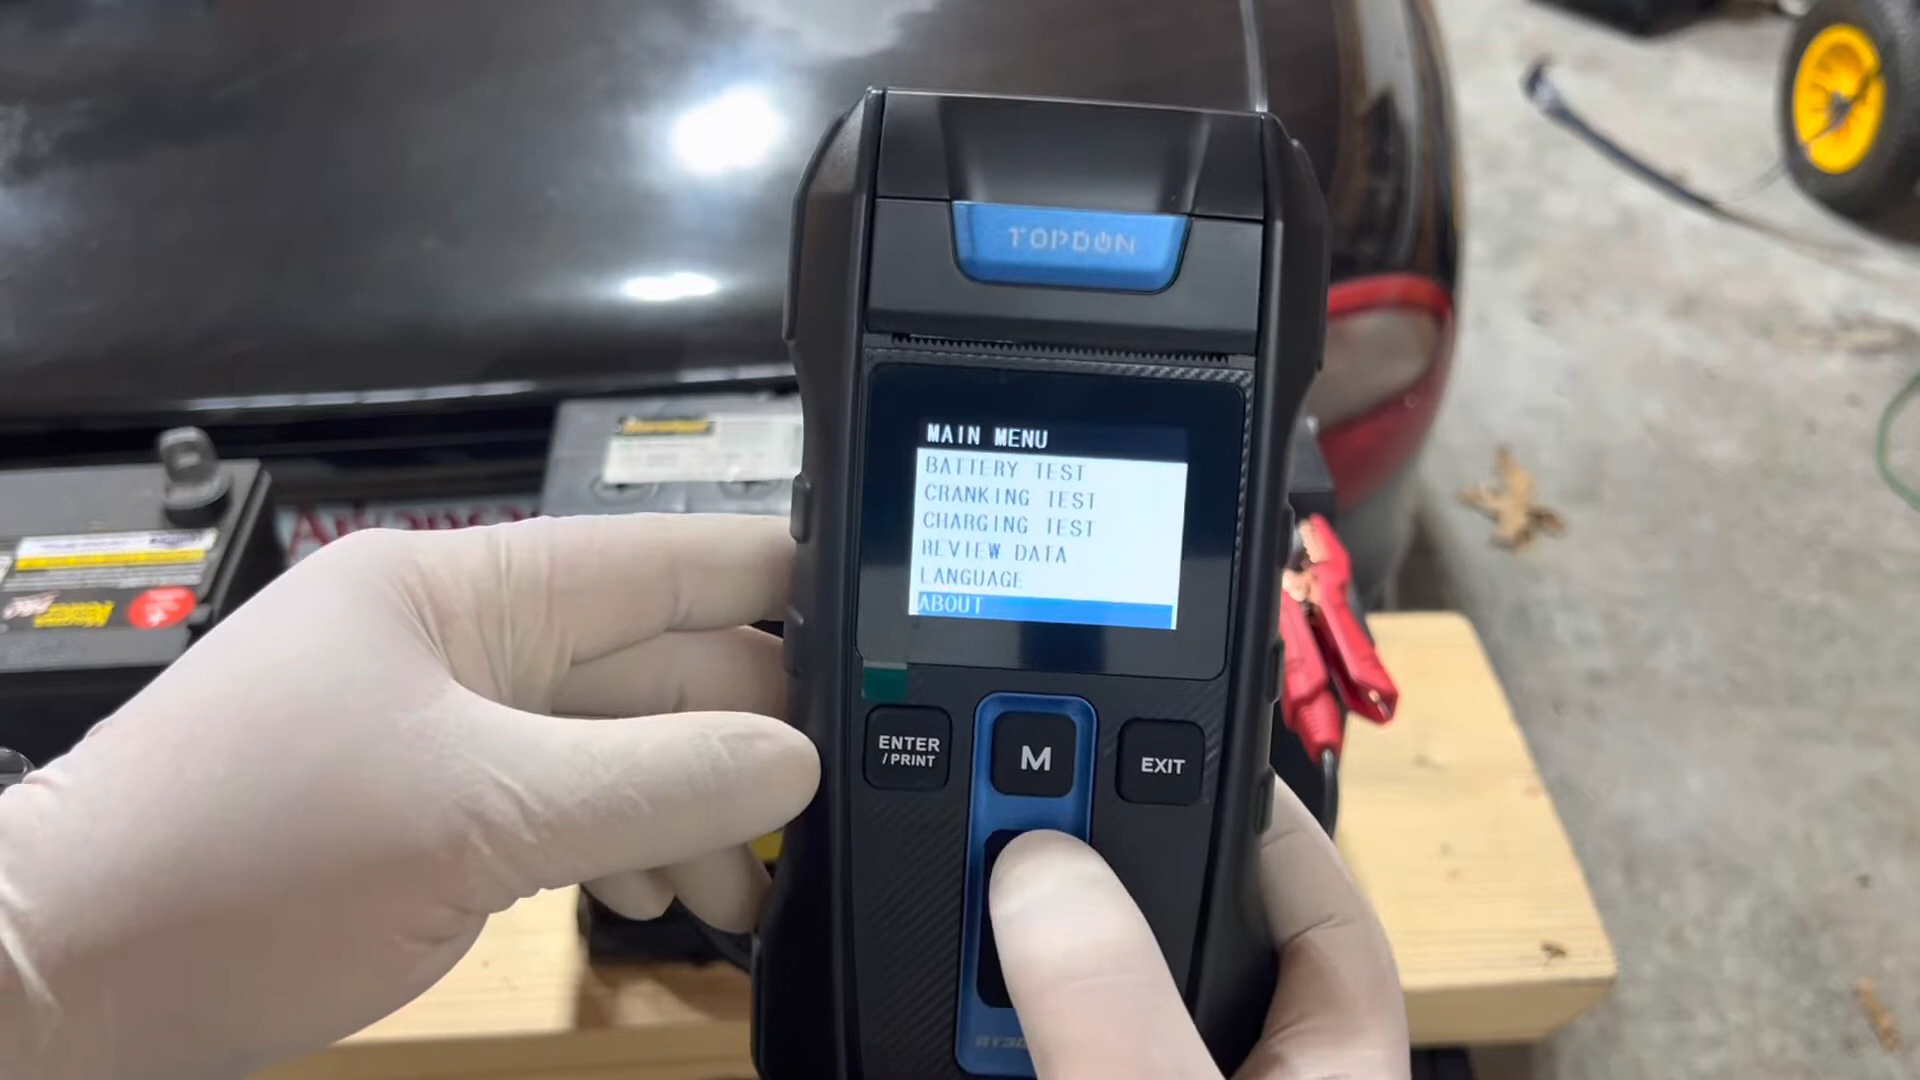 TOPDON
MAIN MENU
BATTERY TEST
CRANKING TEST
CHARGING TEST
REVIEW DATA
LANGUAGE
ABOUT
ENTER
/ PRINT
M
EXIT